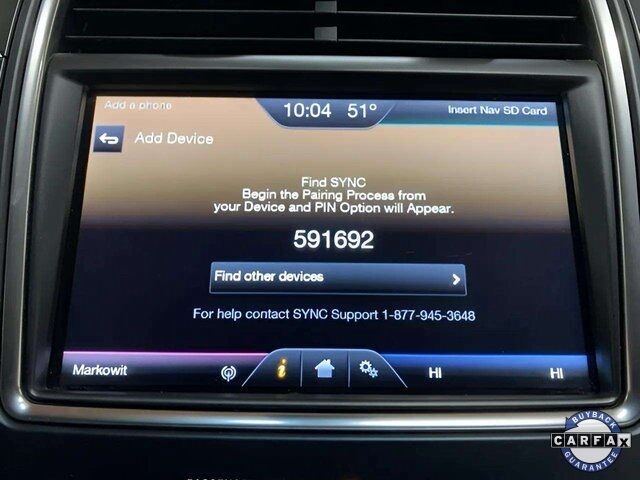 Add a phone
10:04 51°
Insert Nav SD Card
Add Device
Find SYNC
Begin the Pairing Process from
your Device and PIN Option will Appear.
591692
Find other devices
For help contact SYNC Support 1-877-945-3648
Markowit
i
HI
HI
BUYBACK
CARFAX
GUARANTEE